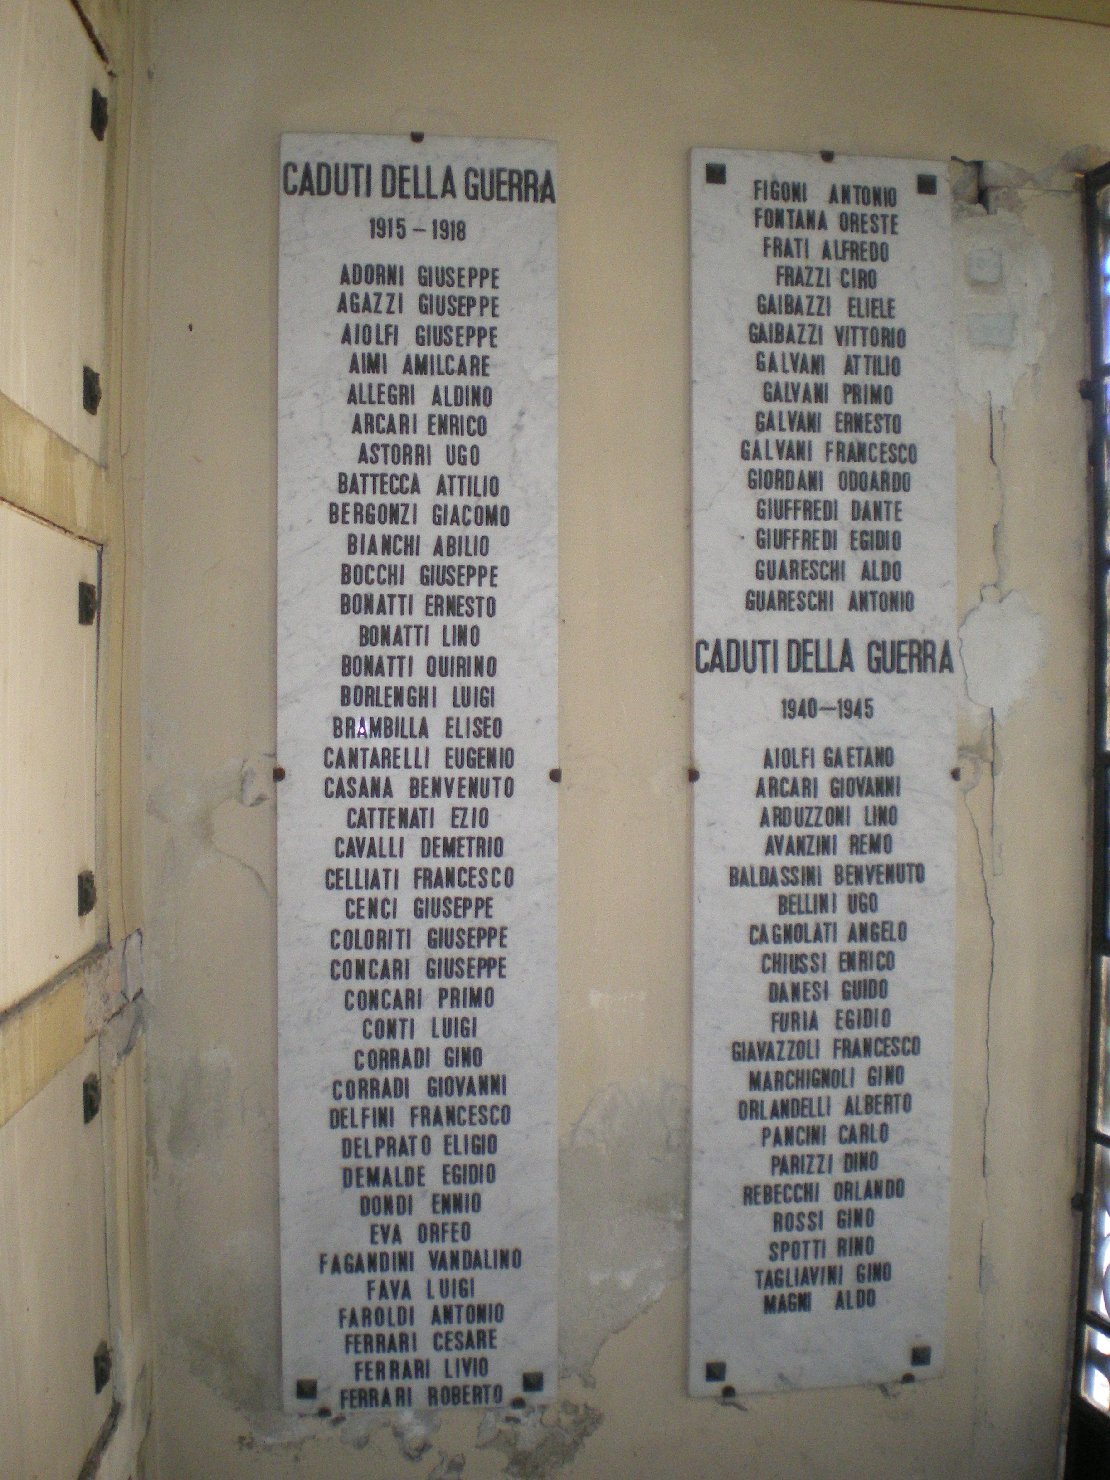 CADUTI DELLA GUERRA
1915-1918
ADORNI GIUSEPPE
AGAZZI GIUSEPPE
AIOLFI GIUSEPPE
AIMI AMILCARE
ALLEGRI ALDINO
ARCARI ENRICO
ASTORRI UGO
BATTECCA ATTILIO
BERGONZI GIACOMO
BIANCHI ABILIO
BOCCHI GIUSEPPE
BONATTI ERNESTO
BONATTI LINO
BONATTI QUIRINO
BORLENGHI LUIGI
BRAMBILLA ELISEO
CANTARELLI EUGENIO
CASANA BENVENUTO
CATTENATI EZIO
CAVALLI DEMETRIO
CELLIATI FRANCESCO
CENCI GIUSEPPE
COLORITI GIUSEPPE
CONCARI GIUSEPPE
CONCARI PRIMO
CONTI LUIGI
CORRADI GINO
CORRADI GIOVANNI
DELFINI FRANCESCO
DELPRATO ELIGIO
DEMALDE EGIDIO
DONDI ENNIO
EVA ORFEO
FAGANDINI VANDALINO
FAVA LUIGI
FAROLDI ANTONIO
FERRARI CESARE
FERRARI LIVIO
FERRARI ROBERTO
FIGONI ANTONIO
FONTANA ORESTE
FRATI ALFREDO
FRAZZI CIRO
GAIBAZZI ELIELE
GAIBAZZI VITTORIO
GALVANI ATTILIO
GALVANI PRIMO
GALVANI ERNESTO
GALVANI FRANCESCO
GIORDANI ODOARDO
GIUFFREDI DANTE
GIUFFREDI EGIDIO
GUARESCHI ALDO
GUARESCHI ANTONIO
CADUTI DELLA GUERRA
1940-1945
AIOLFI GAETANO
ARCARI GIOVANNI
ARDUZZONI LINO
AVANZINI REMO
BALDASSINI BENVENUTO
BELLINI UGO
CAGNOLATI ANGELO
CHIUSSI ENRICO
DANESI GUIDO
FURIA EGIDIO
GIAVAZZOLI FRANCESCO
MARCHIGNOLI GINO
ORLANDELLI ALBERTO
PANCINI CARLO
PARIZZI DINO
REBECCHI ORLANDO
ROSSI GINO
SPOTTI RINO
TAGLIAVINI GINO
MAGNI ALDO